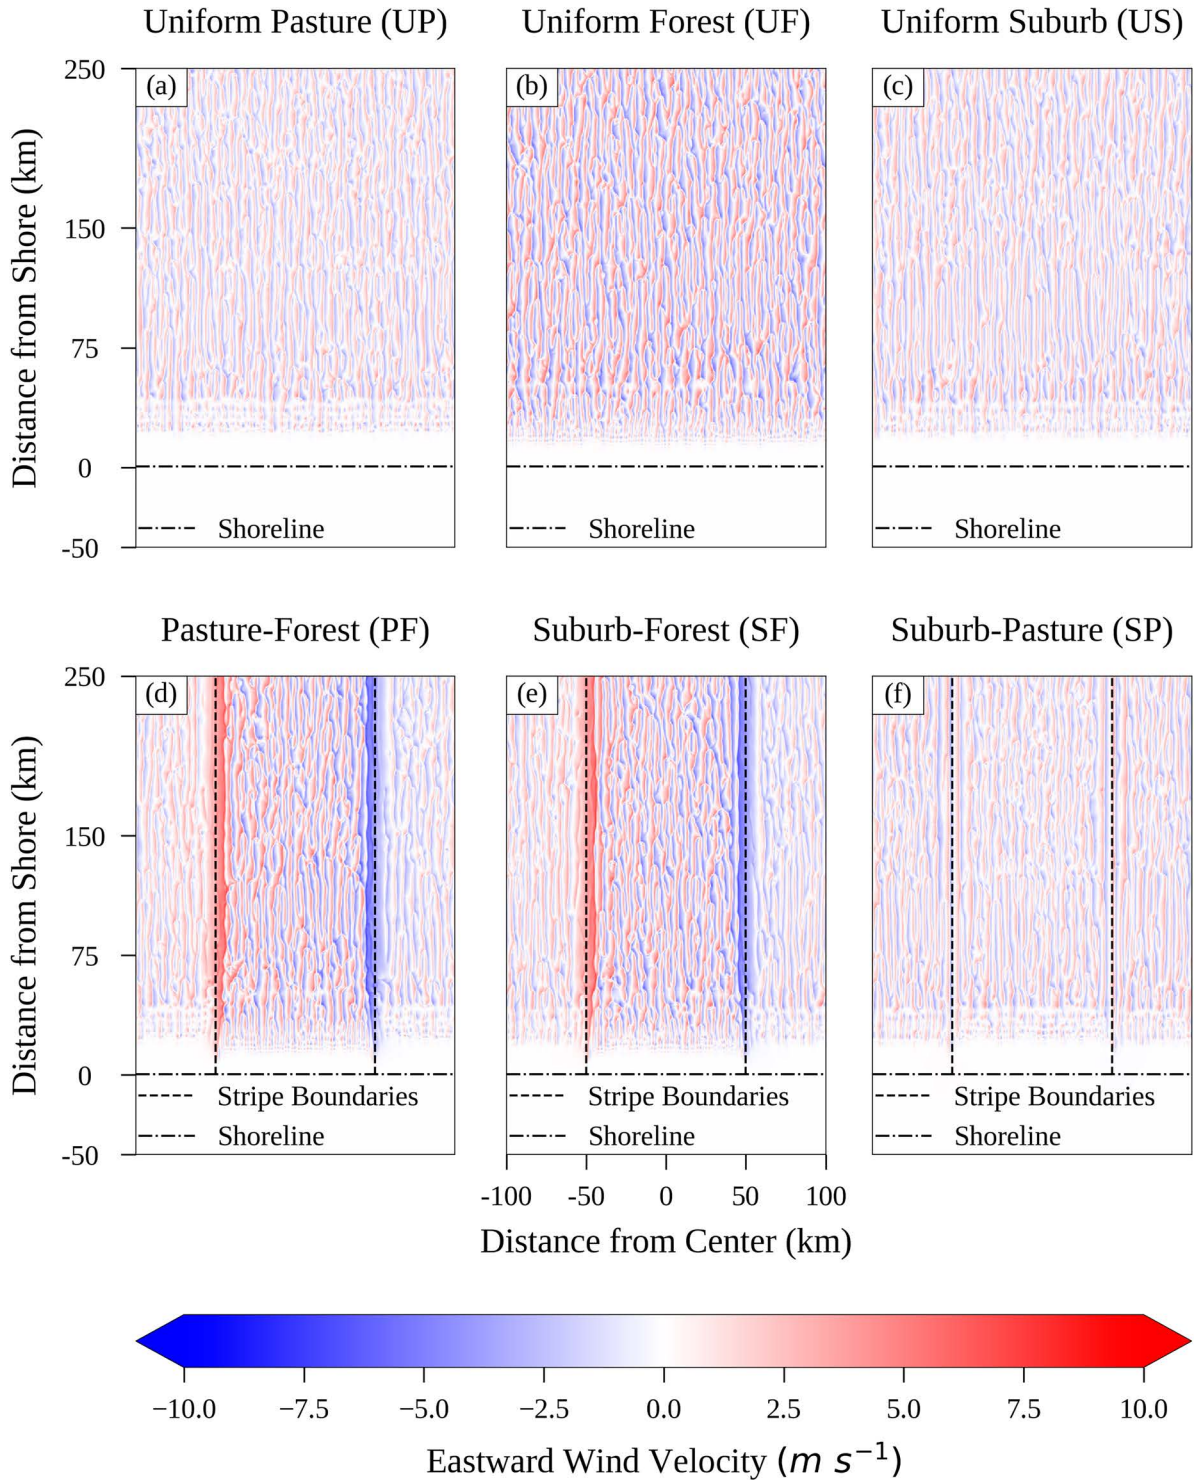 Uniform Pasture (UP)
Uniform Forest (UF)
Uniform Suburb (US)
Distance from Shore (km)
250
150
75
0
-50
(a)
Shoreline
(b)
Shoreline
(c)
Shoreline
Pasture-Forest (PF)
Suburb-Forest (SF)
Suburb-Pasture (SP)
Distance from Shore (km)
250
150
75
0
-50
(d)
Stripe Boundaries
Shoreline
(e)
Stripe Boundaries
Shoreline
(f)
Stripe Boundaries
Shoreline
-100 -50 0 50 100
Distance from Center (km)
−10.0 −7.5 −5.0 −2.5 0.0 2.5 5.0 7.5 10.0
Eastward Wind Velocity (m s⁻¹)